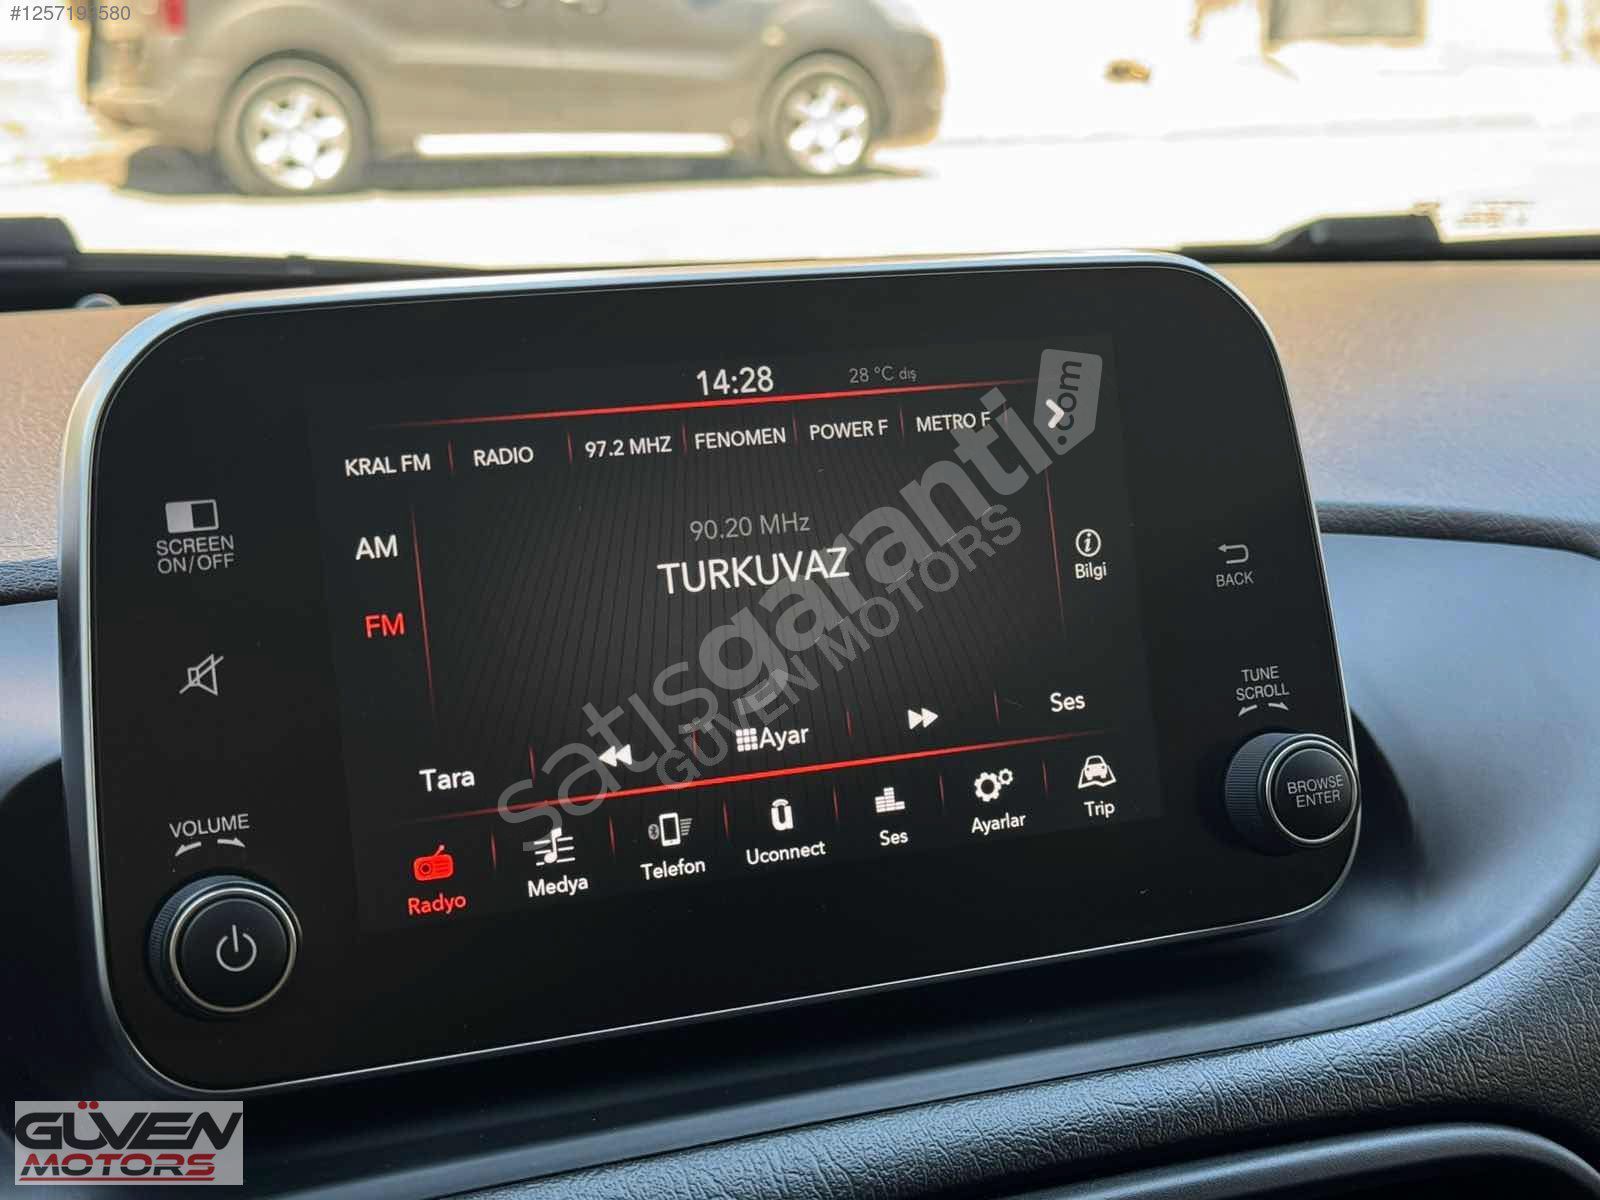 #1257193580
14:28
28 °C dış
KRAL FM
RADIO
97.2 MHZ
FENOMEN
POWER F
METRO F
SCREEN
ON/OFF
AM
FM
90.20 MHz
TURKUVAZ
Bilgi
BACK
TUNE
SCROLL
BROWSE
ENTER
VOLUME
Tara
Ayar
Ses
Radyo
Medya
Telefon
Uconnect
Ses
Ayarlar
Trip
satışgaranti.com
GÜVEN MOTORS
GÜVEN
MOTORS